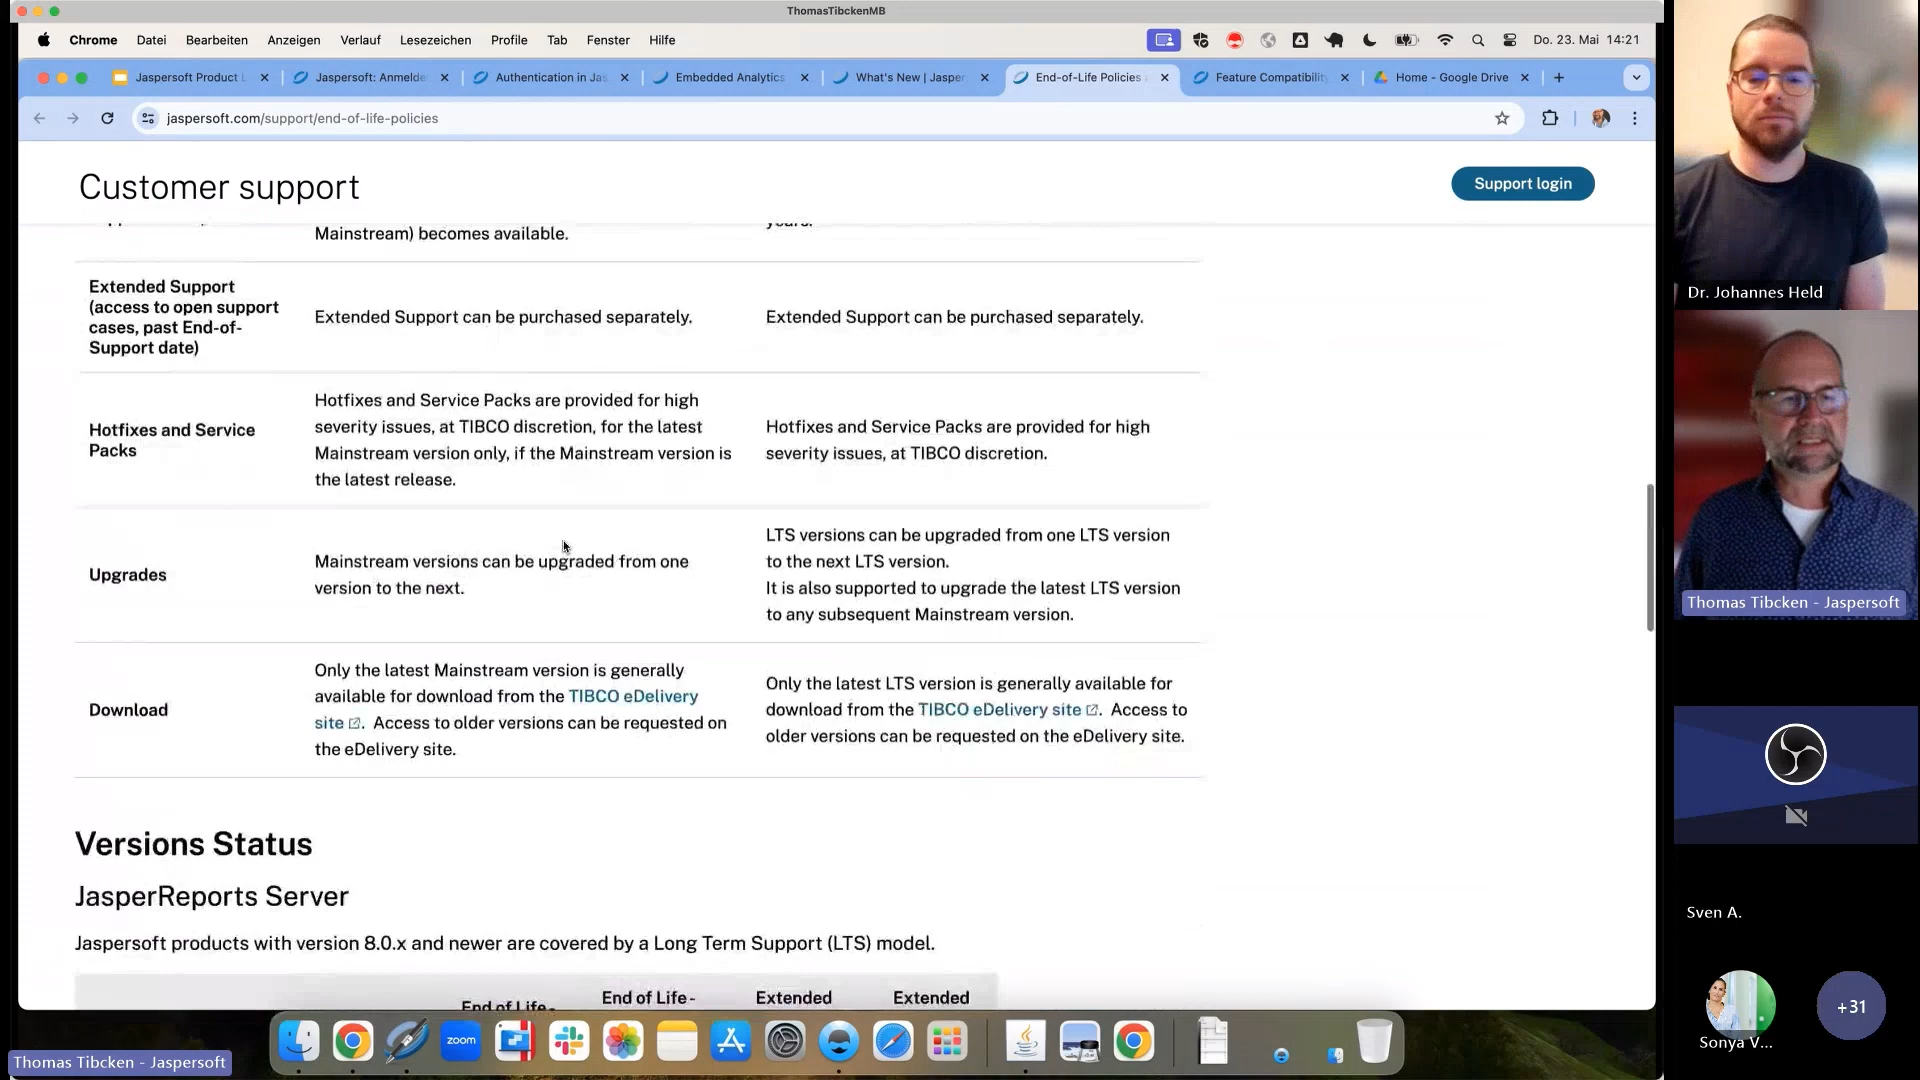 ThomasTibckenMB
Chrome Datei Bearbeiten Anzeigen Verlauf Lesezeichen Profile Tab Fenster Hilfe Do. 23. Mai 14:21
Jaspersoft Product L Jaspersoft: Anmelde Authentication in Jas Embedded Analytics What's New | Jasper End-of-Life Policies Feature Compatibility Home - Google Drive
jaspersoft.com/support/end-of-life-policies
Customer support
Support login
Mainstream) becomes available.
years.
Extended Support
(access to open support
cases, past End-of-
Support date)
Extended Support can be purchased separately.
Extended Support can be purchased separately.
Hotfixes and Service
Packs
Hotfixes and Service Packs are provided for high
severity issues, at TIBCO discretion, for the latest
Mainstream version only, if the Mainstream version is
the latest release.
Hotfixes and Service Packs are provided for high
severity issues, at TIBCO discretion.
Upgrades
Mainstream versions can be upgraded from one
version to the next.
LTS versions can be upgraded from one LTS version
to the next LTS version.
It is also supported to upgrade the latest LTS version
to any subsequent Mainstream version.
Download
Only the latest Mainstream version is generally
available for download from the TIBCO eDelivery
site. Access to older versions can be requested on
the eDelivery site.
Only the latest LTS version is generally available for
download from the TIBCO eDelivery site. Access to
older versions can be requested on the eDelivery site.
Versions Status
JasperReports Server
Jaspersoft products with version 8.0.x and newer are covered by a Long Term Support (LTS) model.
End of Life - End of Life - Extended Extended
zoom
Thomas Tibcken - Jaspersoft
Dr. Johannes Held
Thomas Tibcken - Jaspersoft
Sven A.
Sonya V...
+31